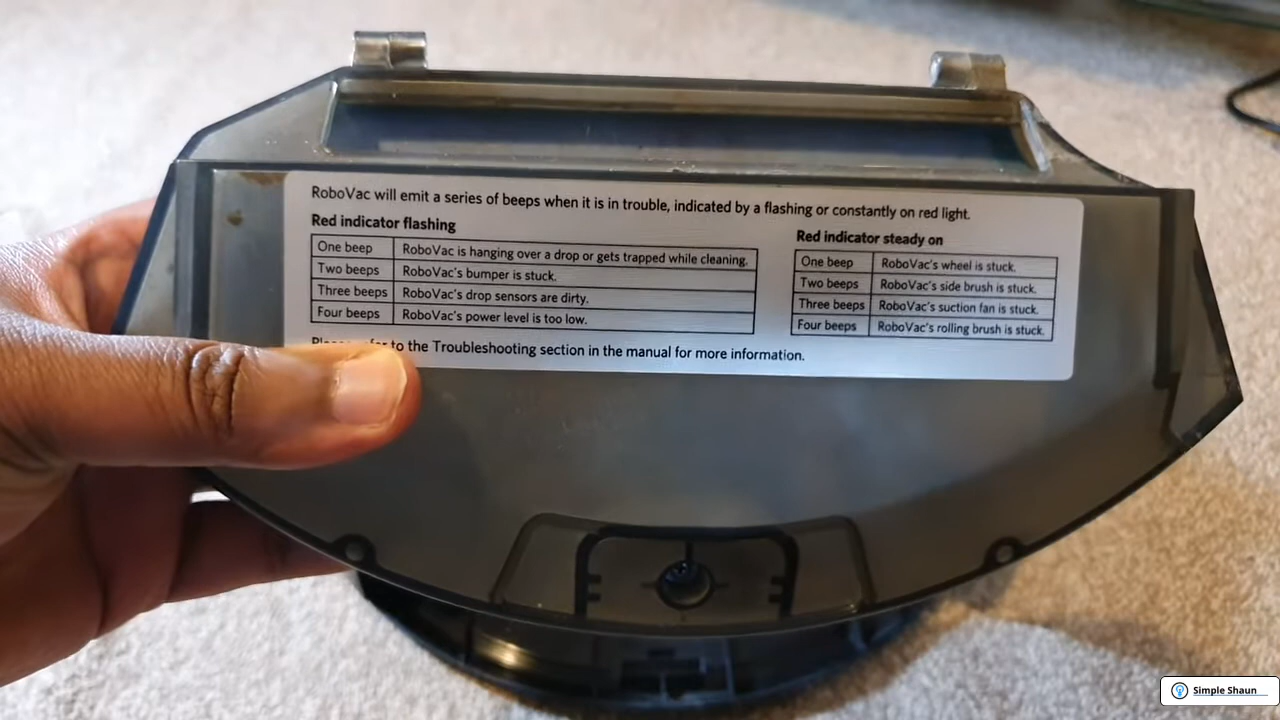 RoboVac will emit a series of beeps when it is in trouble, indicated by a flashing or constantly on red light.
Red indicator flashing
One beep RoboVac is hanging over a drop or gets trapped while cleaning.
Two beeps RoboVac's bumper is stuck.
Three beeps RoboVac's drop sensors are dirty.
Four beeps RoboVac's power level is too low.
Red indicator steady on
One beep RoboVac's wheel is stuck.
Two beeps RoboVac's side brush is stuck.
Three beeps RoboVac's suction fan is stuck.
Four beeps RoboVac's rolling brush is stuck.
to the Troubleshooting section in the manual for more information.
Simple Shaun